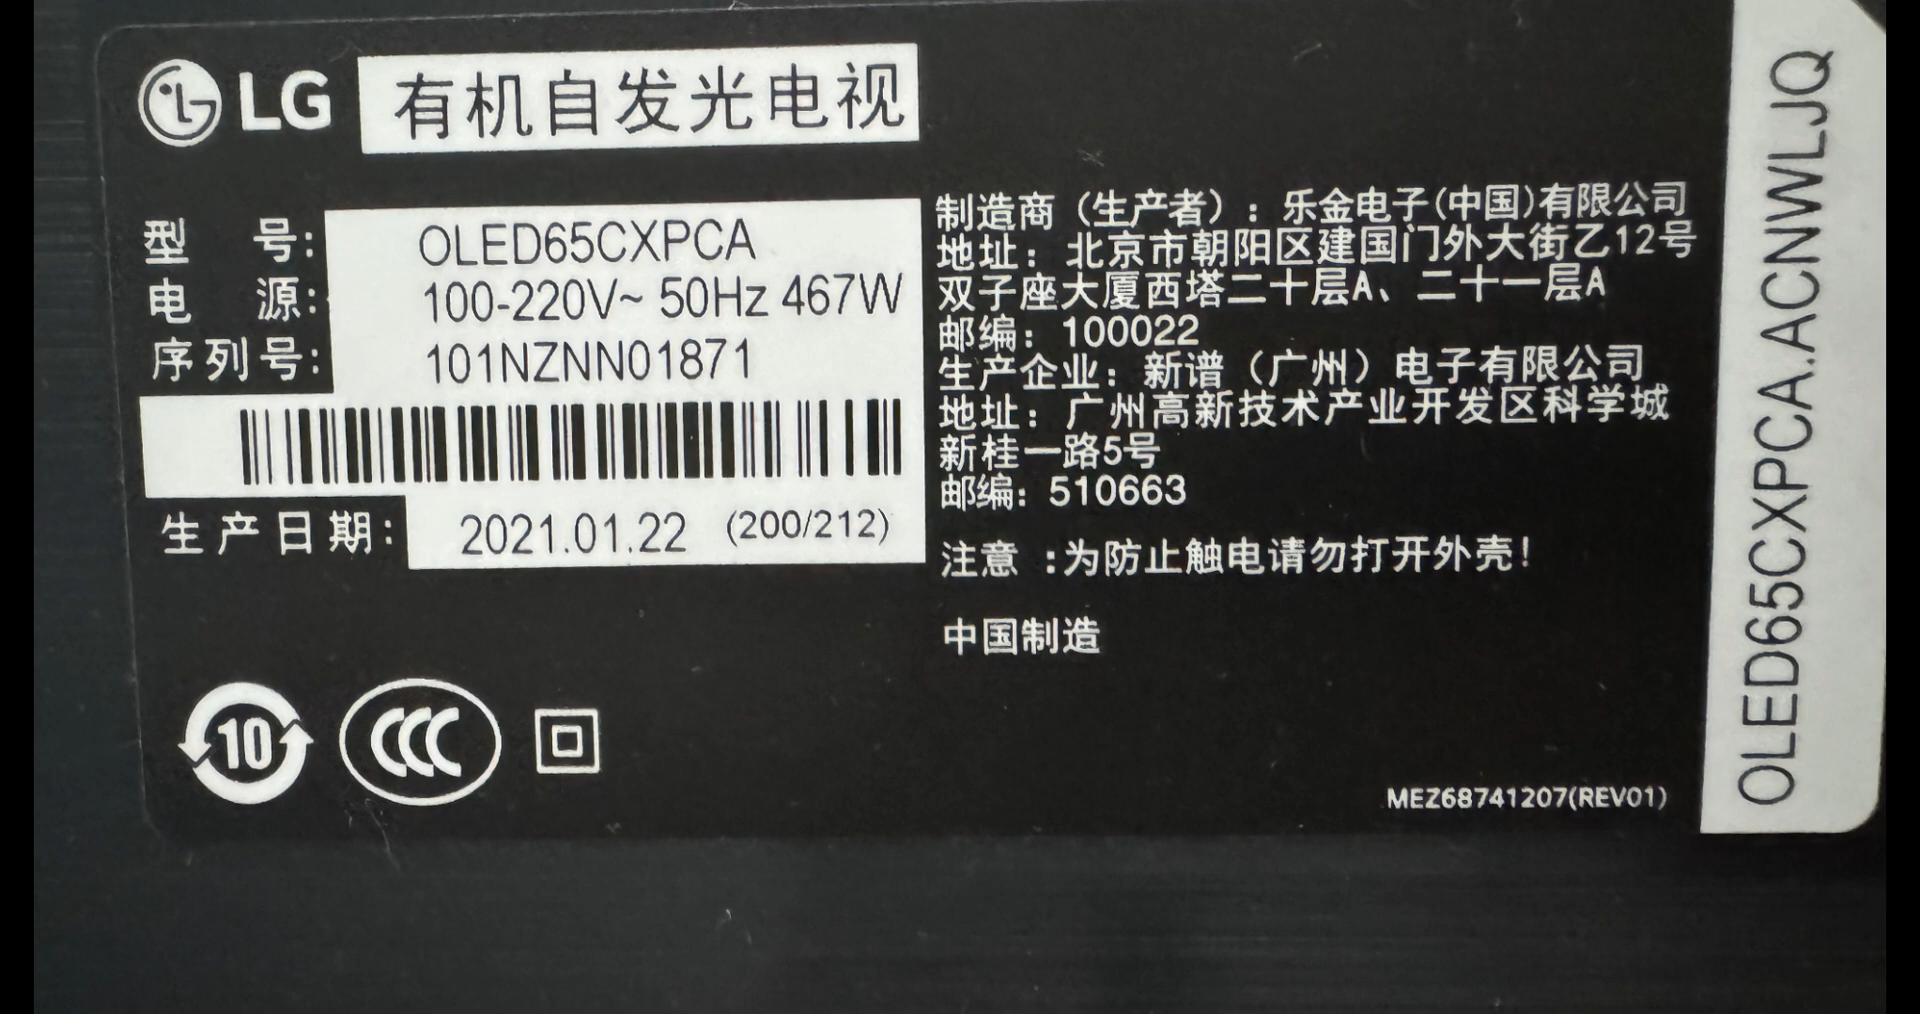 LG 有机自发光电视
型 号: OLED65CXPCA
电 源: 100-220V~ 50Hz 467W
序列号: 101NZNN01871
生产日期: 2021.01.22 (200/212)
制造商（生产者）: 乐金电子(中国)有限公司
地址: 北京市朝阳区建国门外大街乙12号
双子座大厦西塔二十层A、二十一层A
邮编: 100022
生产企业: 新谱（广州）电子有限公司
地址: 广州高新技术产业开发区科学城
新桂一路5号
邮编: 510663
注意 :为防止触电请勿打开外壳!
中国制造
10
CCC
MEZ68741207(REV01)
OLED65CXPCA.ACNWLJQ